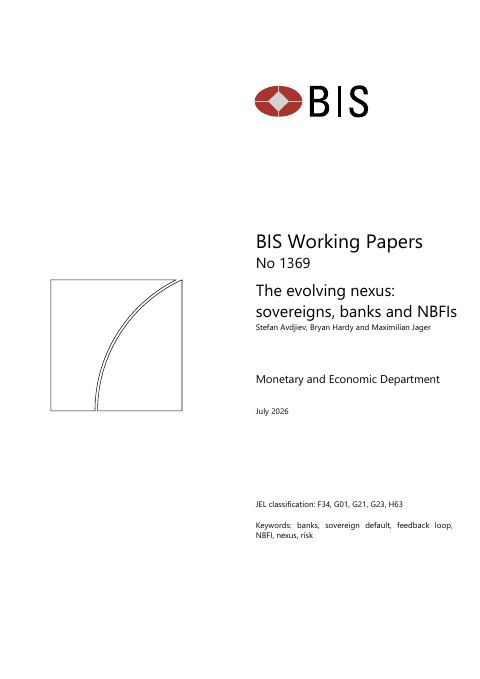 BIS
BIS Working Papers
No 1369
The evolving nexus:
sovereigns, banks and NBFIs
Stefan Avdjiev, Bryan Hardy and Maximilian Jager
Monetary and Economic Department
July 2026
JEL classification: F34, G01, G21, G23, H63
Keywords: banks, sovereign default, feedback loop,
NBFI, nexus, risk